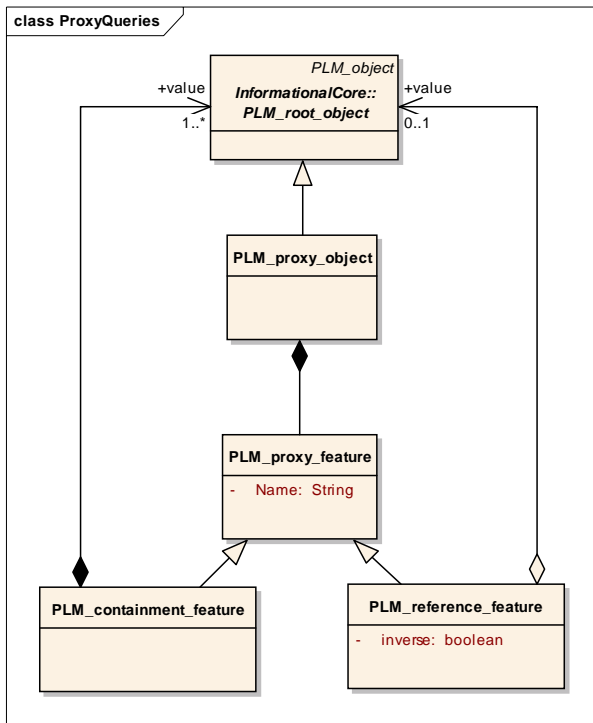 class ProxyQueries
PLM_object
InformationalCore::
PLM_root_object
+value
1..*
+value
0..1
PLM_proxy_object
PLM_proxy_feature
- Name: String
PLM_containment_feature
PLM_reference_feature
- inverse: boolean